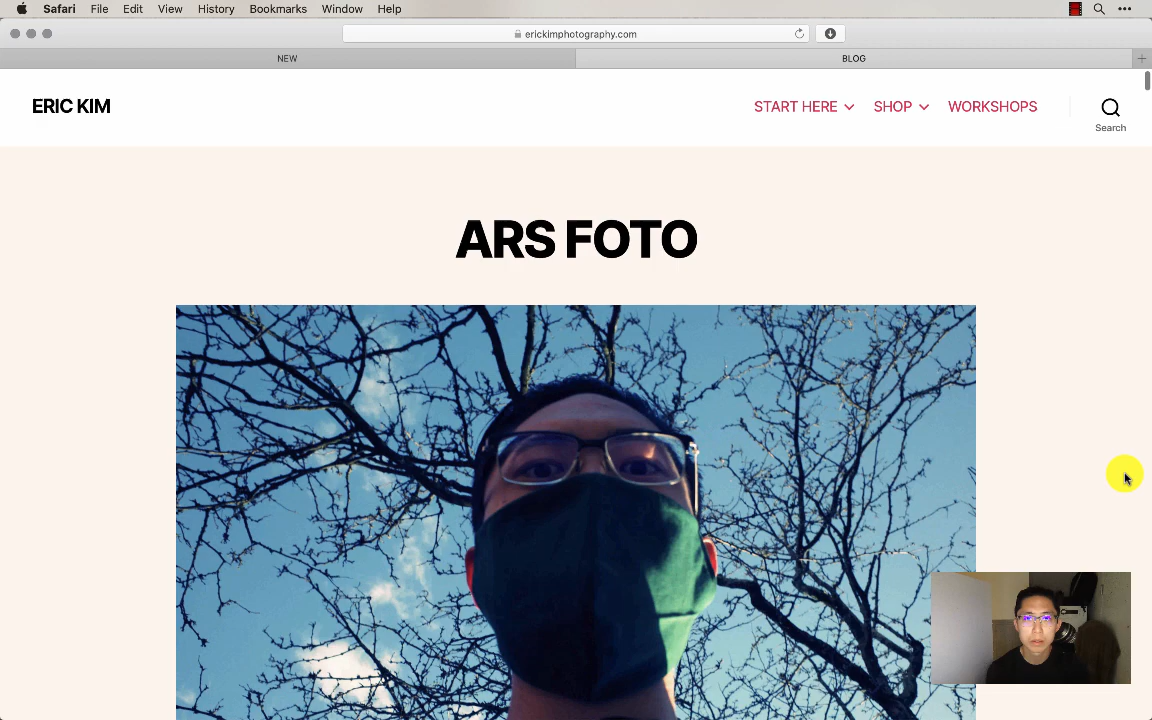 Safari File Edit View History Bookmarks Window Help
erickimphotography.com
NEW
BLOG
ERIC KIM
START HERE
SHOP
WORKSHOPS
Search
ARS FOTO